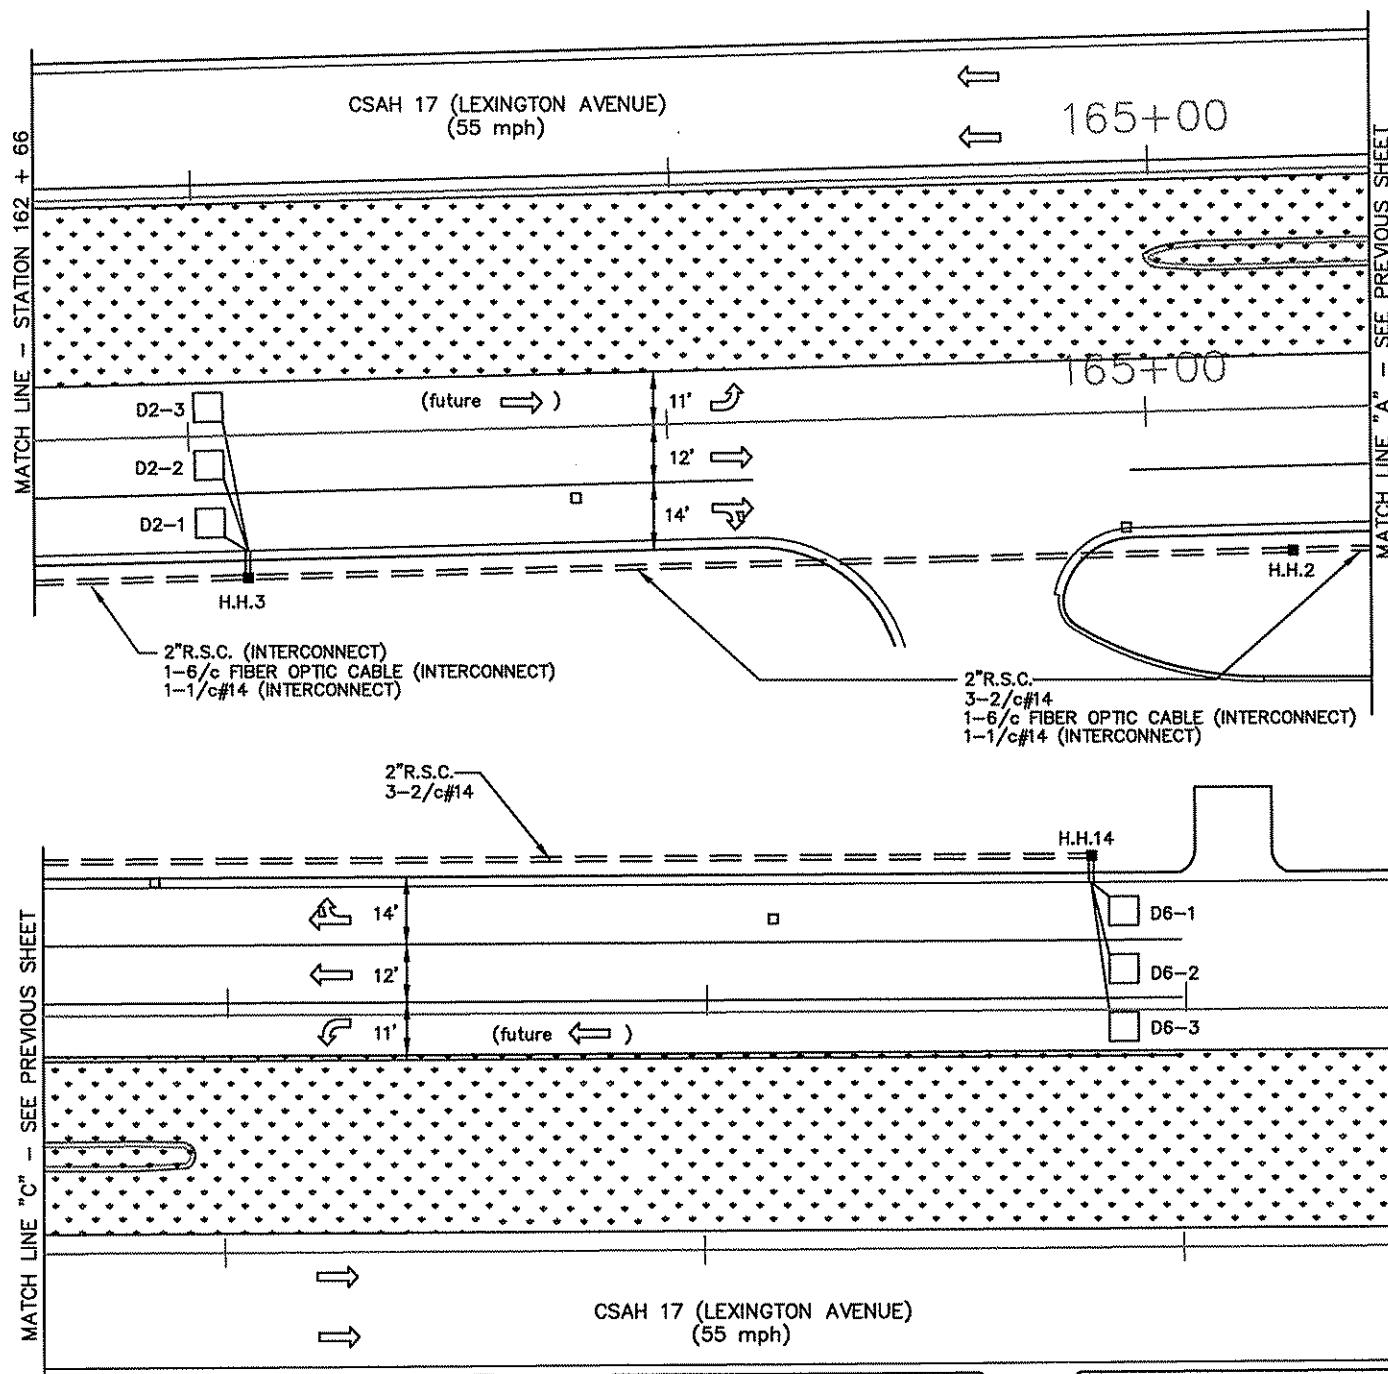 CSAH 17 (LEXINGTON AVENUE)
(55 mph)
165+00
MATCH LINE - STATION 162 + 66
MATCH LINE "A" - SEE PREVIOUS SHEET
165+00
D2-3
(future )
11'
D2-2
12'
D2-1
14'
H.H.3
H.H.2
2"R.S.C. (INTERCONNECT)
1-6/c FIBER OPTIC CABLE (INTERCONNECT)
1-1/c#14 (INTERCONNECT)
2"R.S.C.
3-2/c#14
1-6/c FIBER OPTIC CABLE (INTERCONNECT)
1-1/c#14 (INTERCONNECT)
2"R.S.C.
3-2/c#14
H.H.14
MATCH LINE "C" - SEE PREVIOUS SHEET
14'
D6-1
12'
D6-2
11'
(future )
D6-3
CSAH 17 (LEXINGTON AVENUE)
(55 mph)